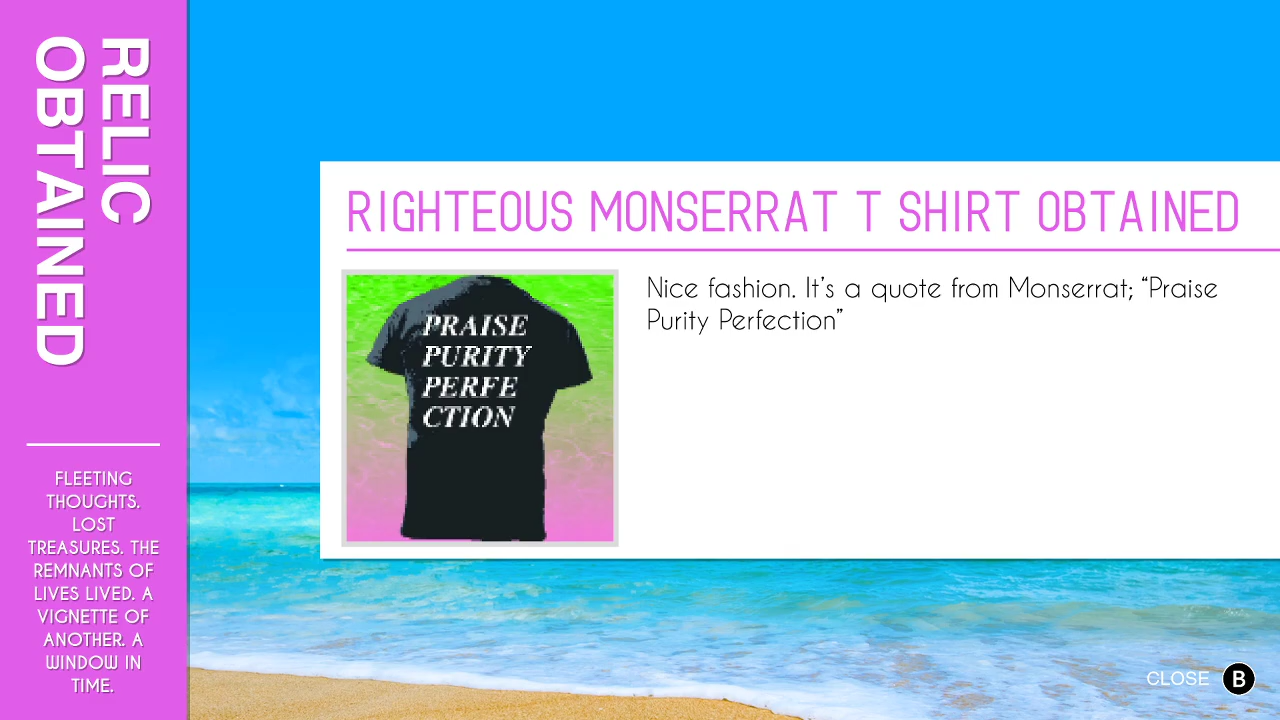 RELIC
OBTAINED
FLEETING
THOUGHTS.
LOST
TREASURES. THE
REMNANTS OF
LIVES LIVED. A
VIGNETTE OF
ANOTHER. A
WINDOW IN
TIME.
RIGHTEOUS MONSERRAT T SHIRT OBTAINED
PRAISE
PURITY
PERFE
CTION
Nice fashion. It's a quote from Monserrat; “Praise
Purity Perfection”
CLOSE B